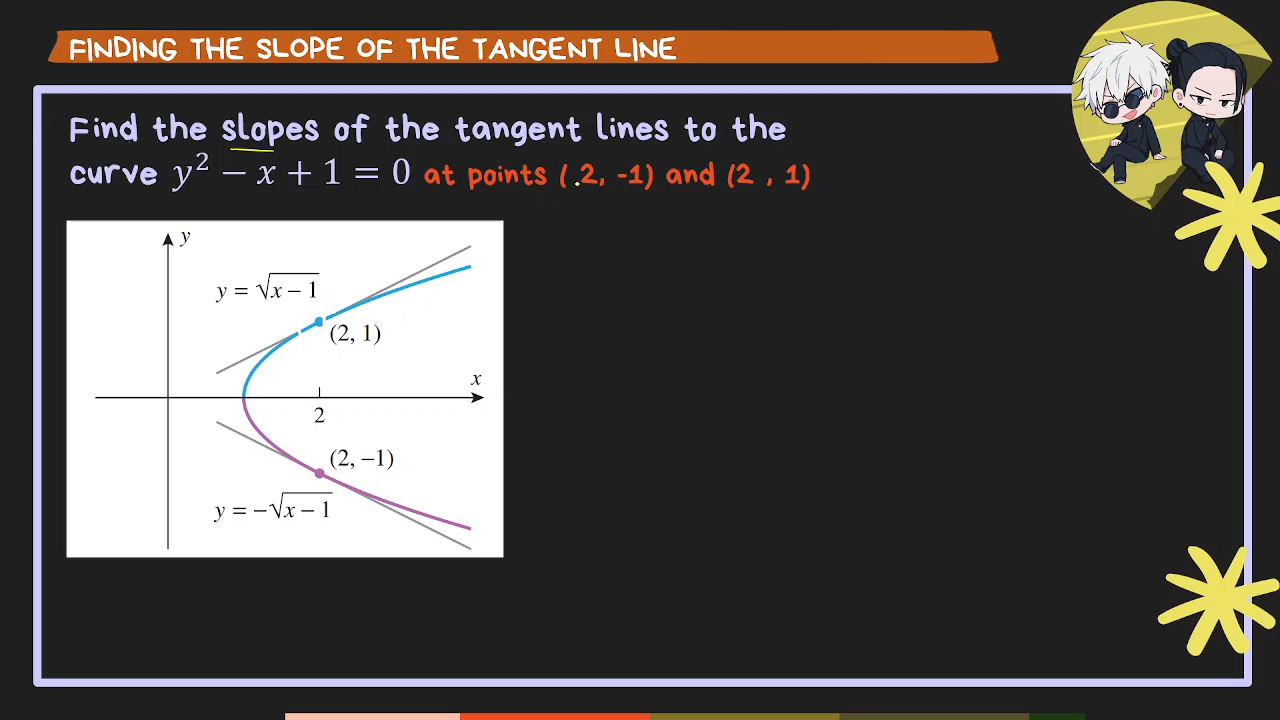 FINDING THE SLOPE OF THE TANGENT LINE
Find the slopes of the tangent lines to the
curve y² − x + 1 = 0 at points (2, -1) and (2 , 1)
y
y = √x − 1
(2, 1)
x
2
(2, −1)
y = −√x − 1